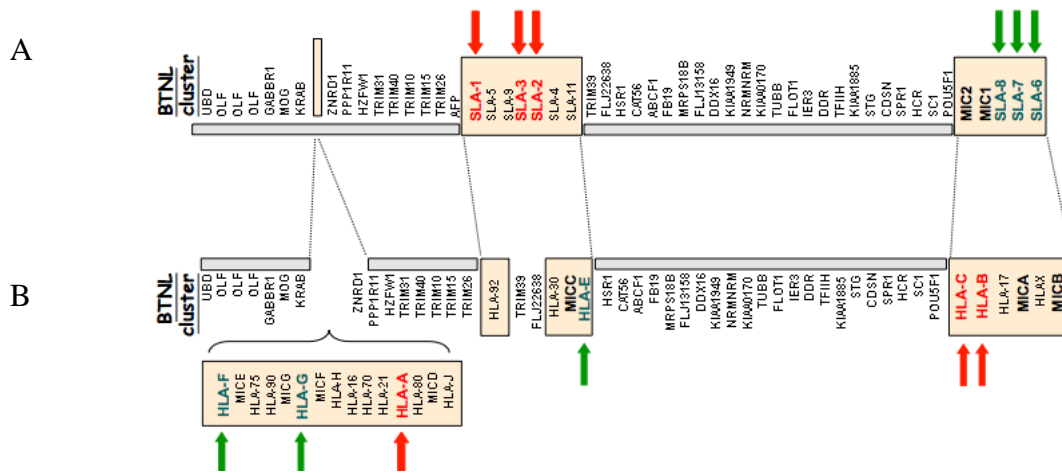 A
BTNL
cluster
UBD
OLF
OLF
OLF
GABBR1
MOG
KRAB
ZNRD1
PPP1R11
HZFW1
TRIM31
TRIM40
TRIM10
TRIM15
TRIM26
AFP
SLA-1
SLA-5
SLA-9
SLA-3
SLA-2
SLA-4
SLA-11
TRIM39
FLJ22638
HSR1
CAT56
ABCF1
FB19
MRPS18B
FLJ13158
DDX16
KIAA1949
NRMNRM
KIAA0170
TUBB
FLOT1
IER3
DDR
TFIIH
KIAA1885
STG
CDSN
SPR1
HCR
SC1
POU5F1
MIC2
MIC1
SLA-8
SLA-7
SLA-6
B
BTNL
cluster
UBD
OLF
OLF
OLF
GABBR1
MOG
KRAB
ZNRD1
PPP1R11
HZFW1
TRIM31
TRIM40
TRIM10
TRIM15
TRIM26
HLA-92
TRIM39
FLJ22638
HLA-30
MICC
HLA-E
HSR1
CAT56
ABCF1
FB19
MRPS18B
FLJ13158
DDX16
KIAA1949
NRMNRM
KIAA0170
TUBB
FLOT1
IER3
DDR
TFIIH
KIAA1885
STG
CDSN
SPR1
HCR
SC1
POU5F1
HLA-C
HLA-B
HLA-17
MICA
HLAX
MICB
HLA-F
MICE
HLA-75
HLA-90
MICG
HLA-G
MICF
HLA-H
HLA-16
HLA-70
HLA-21
HLA-A
HLA-80
MICD
HLA-J